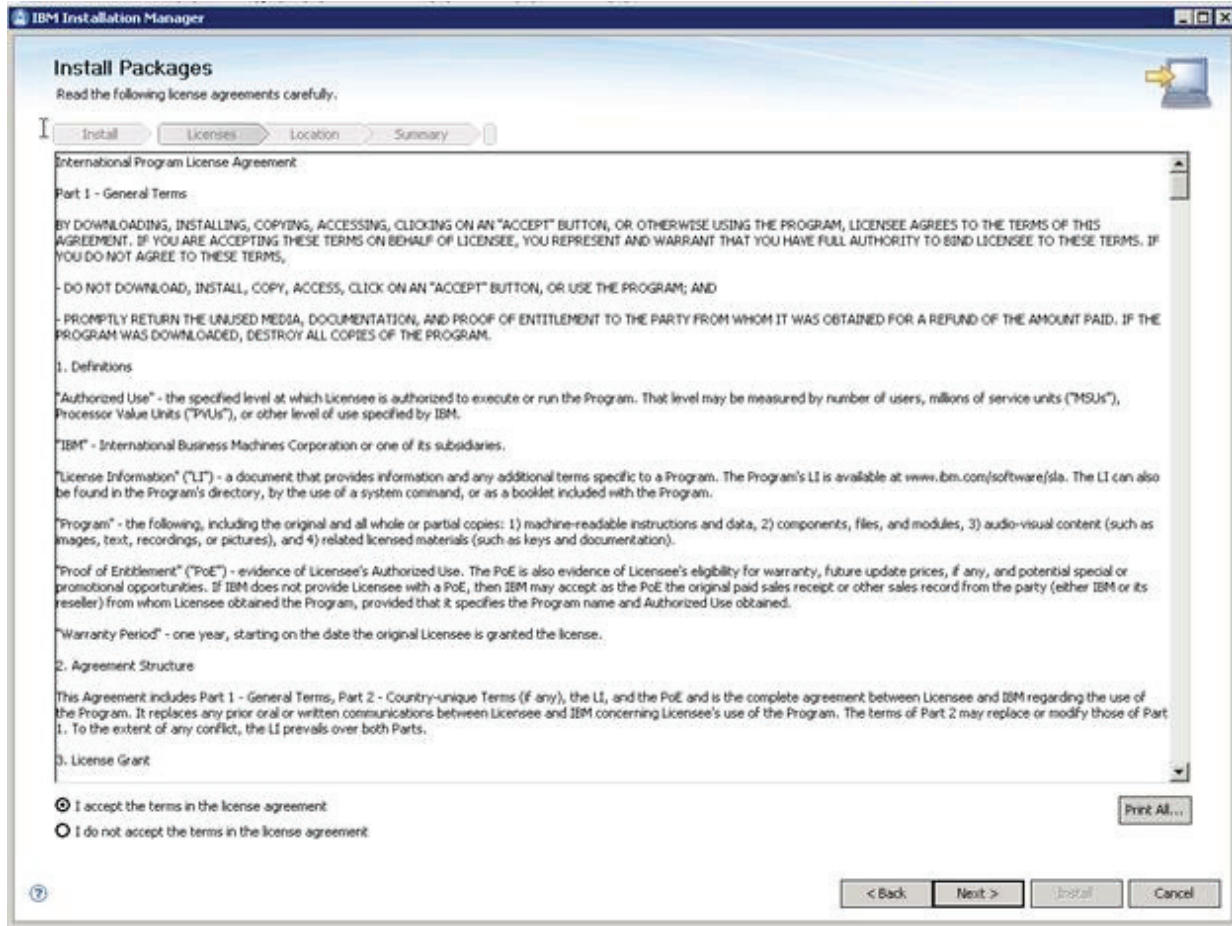 IBM Installation Manager
Install Packages
Read the following license agreements carefully.
Install
Licenses
Location
Summary
International Program License Agreement
Part 1 - General Terms
BY DOWNLOADING, INSTALLING, COPYING, ACCESSING, CLICKING ON AN "ACCEPT" BUTTON, OR OTHERWISE USING THE PROGRAM, LICENSEE AGREES TO THE TERMS OF THIS
AGREEMENT. IF YOU ARE ACCEPTING THESE TERMS ON BEHALF OF LICENSEE, YOU REPRESENT AND WARRANT THAT YOU HAVE FULL AUTHORITY TO BIND LICENSEE TO THESE TERMS. IF
YOU DO NOT AGREE TO THESE TERMS,
- DO NOT DOWNLOAD, INSTALL, COPY, ACCESS, CLICK ON AN "ACCEPT" BUTTON, OR USE THE PROGRAM; AND
- PROMPTLY RETURN THE UNUSED MEDIA, DOCUMENTATION, AND PROOF OF ENTITLEMENT TO THE PARTY FROM WHOM IT WAS OBTAINED FOR A REFUND OF THE AMOUNT PAID. IF THE
PROGRAM WAS DOWNLOADED, DESTROY ALL COPIES OF THE PROGRAM.
1. Definitions
"Authorized Use" - the specified level at which Licensee is authorized to execute or run the Program. That level may be measured by number of users, millions of service units ("MSUs"),
Processor Value Units ("PVUs"), or other level of use specified by IBM.
"IBM" - International Business Machines Corporation or one of its subsidiaries.
"License Information" ("LI") - a document that provides information and any additional terms specific to a Program. The Program's LI is available at www.ibm.com/software/sla. The LI can also
be found in the Program's directory, by the use of a system command, or as a booklet included with the Program.
"Program" - the following, including the original and all whole or partial copies: 1) machine-readable instructions and data, 2) components, files, and modules, 3) audio-visual content (such as
images, text, recordings, or pictures), and 4) related licensed materials (such as keys and documentation).
"Proof of Entitlement" ("PoE") - evidence of Licensee's Authorized Use. The PoE is also evidence of Licensee's eligibility for warranty, future update prices, if any, and potential special or
promotional opportunities. If IBM does not provide Licensee with a PoE, then IBM may accept as the PoE the original paid sales receipt or other sales record from the party (either IBM or its
reseller) from whom Licensee obtained the Program, provided that it specifies the Program name and Authorized Use obtained.
"Warranty Period" - one year, starting on the date the original Licensee is granted the license.
2. Agreement Structure
This Agreement includes Part 1 - General Terms, Part 2 - Country-unique Terms (if any), the LI, and the PoE and is the complete agreement between Licensee and IBM regarding the use of
the Program. It replaces any prior oral or written communications between Licensee and IBM concerning Licensee's use of the Program. The terms of Part 2 may replace or modify those of Part
1. To the extent of any conflict, the LI prevails over both Parts.
3. License Grant
I accept the terms in the license agreement
Print All...
I do not accept the terms in the license agreement
< Back
Next >
Install
Cancel